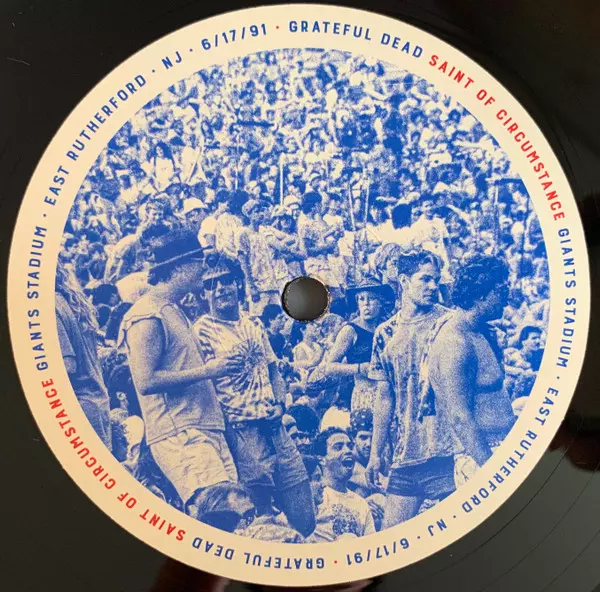 GRATEFUL DEAD SAINT OF CIRCUMSTANCE GIANTS STADIUM · EAST RUTHERFORD · NJ · 6/17/91 ·
GRATEFUL DEAD SAINT OF CIRCUMSTANCE GIANTS STADIUM · EAST RUTHERFORD · NJ · 6/17/91 ·